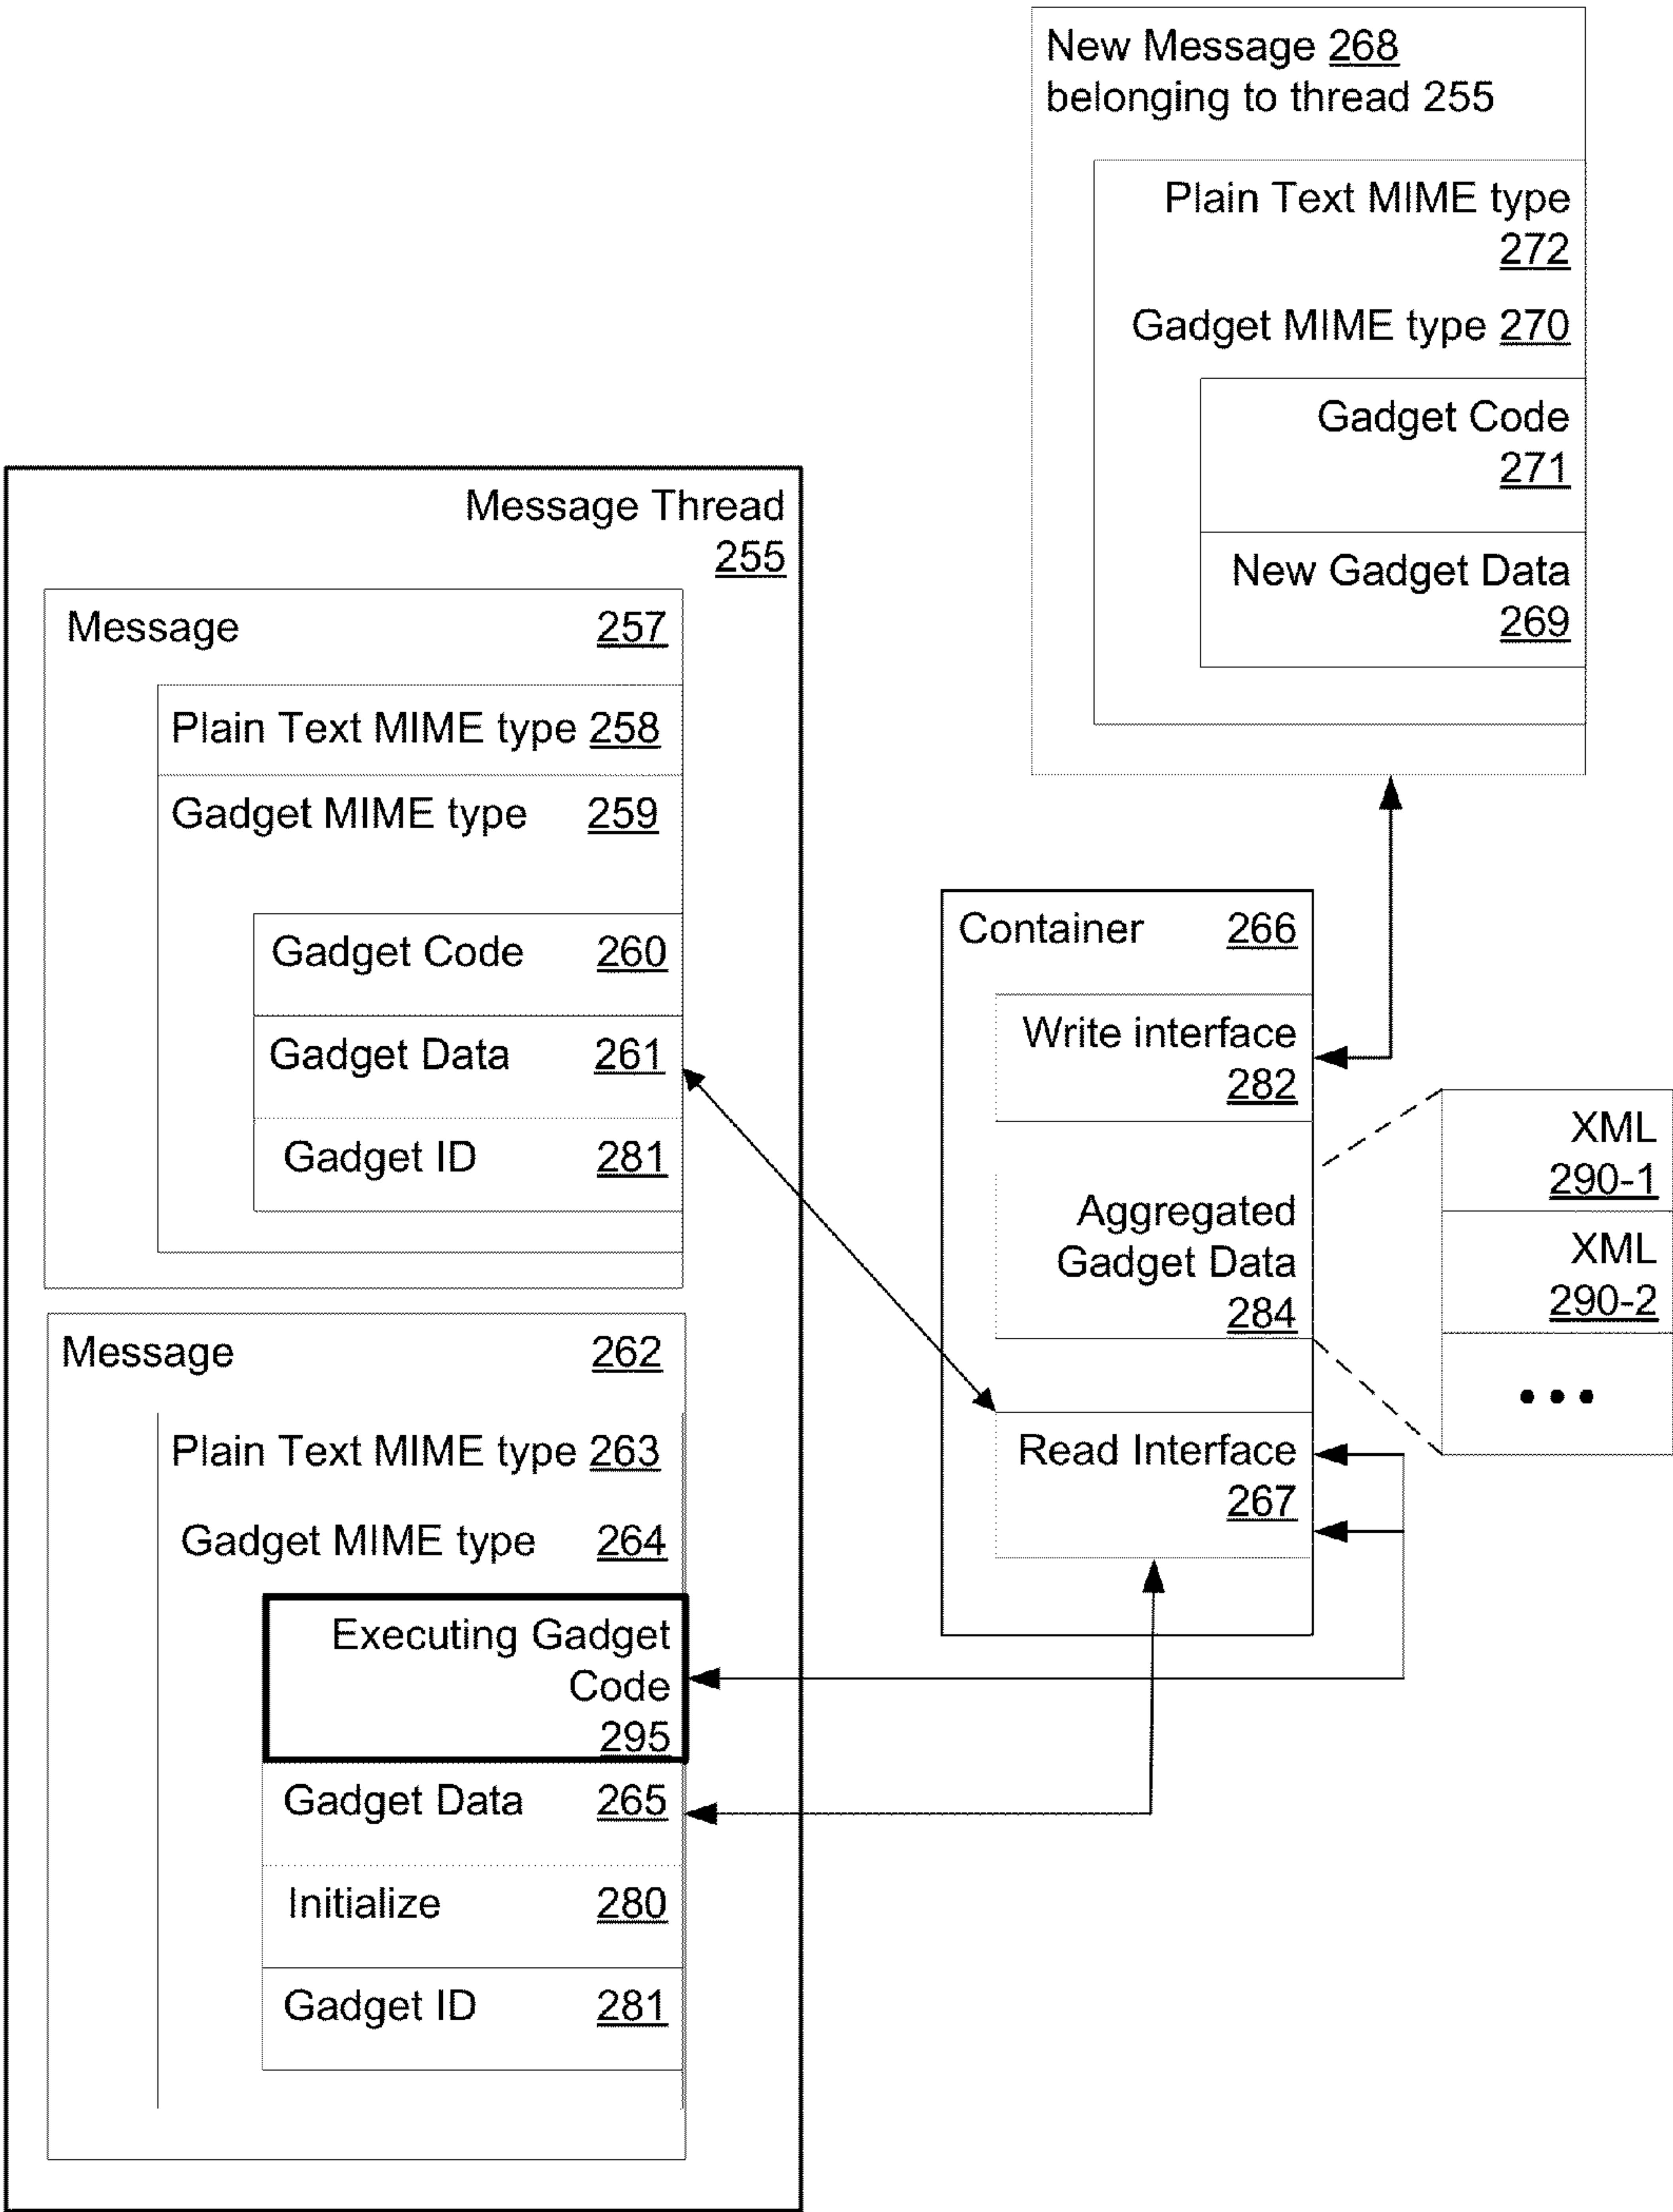 New Message 268
belonging to thread 255
Plain Text MIME type
272
Gadget MIME type 270
Gadget Code
271
New Gadget Data
269
Message Thread
255
Message 257
Plain Text MIME type 258
Gadget MIME type 259
Gadget Code 260
Gadget Data 261
Gadget ID 281
Message 262
Plain Text MIME type 263
Gadget MIME type 264
Executing Gadget
Code
295
Gadget Data 265
Initialize 280
Gadget ID 281
Container 266
Write interface
282
Aggregated
Gadget Data
284
Read Interface
267
XML
290-1
XML
290-2
•••